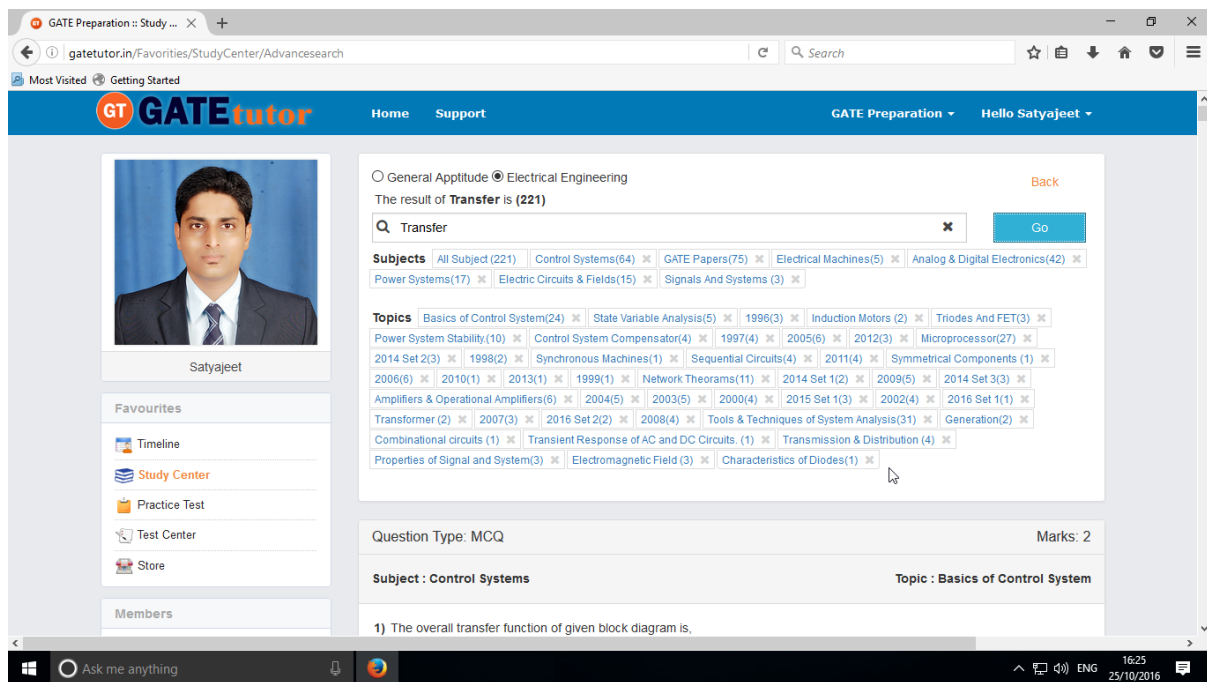 GATE Preparation :: Study ...
gatetutor.in/Favorities/StudyCenter/Advancesearch
Search
Most Visited Getting Started
GT GATEtutor Home Support GATE Preparation Hello Satyajeet
General Apptitude Electrical Engineering Back
The result of Transfer is (221)
Transfer Go
Subjects All Subject (221) Control Systems(64) GATE Papers(75) Electrical Machines(5) Analog & Digital Electronics(42)
Power Systems(17) Electric Circuits & Fields(15) Signals And Systems (3)
Topics Basics of Control System(24) State Variable Analysis(5) 1996(3) Induction Motors (2) Triodes And FET(3)
Power System Stability.(10) Control System Compensator(4) 1997(4) 2005(6) 2012(3) Microprocessor(27)
2014 Set 2(3) 1998(2) Synchronous Machines(1) Sequential Circuits(4) 2011(4) Symmetrical Components (1)
2006(6) 2010(1) 2013(1) 1999(1) Network Theorams(11) 2014 Set 1(2) 2009(5) 2014 Set 3(3)
Amplifiers & Operational Amplifiers(6) 2004(5) 2003(5) 2000(4) 2015 Set 1(3) 2002(4) 2016 Set 1(1)
Transformer (2) 2007(3) 2016 Set 2(2) 2008(4) Tools & Techniques of System Analysis(31) Generation(2)
Combinational circuits (1) Transient Response of AC and DC Circuits. (1) Transmission & Distribution (4)
Properties of Signal and System(3) Electromagnetic Field (3) Characteristics of Diodes(1)
Satyajeet
Favourites
Timeline
Study Center
Practice Test
Test Center
Store
Members
Question Type: MCQ Marks: 2
Subject : Control Systems Topic : Basics of Control System
1) The overall transfer function of given block diagram is,
Ask me anything
ENG
16:25
25/10/2016